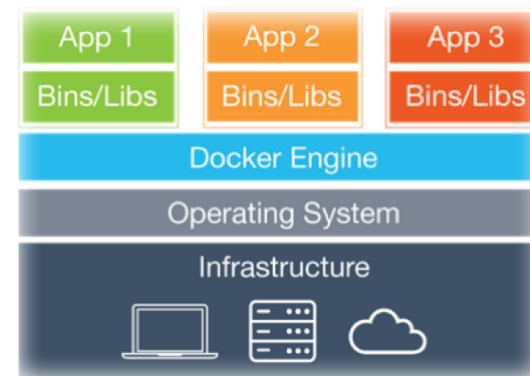 App 1 App 2 App 3
Bins/Libs Bins/Libs Bins/Libs
Docker Engine
Operating System
Infrastructure